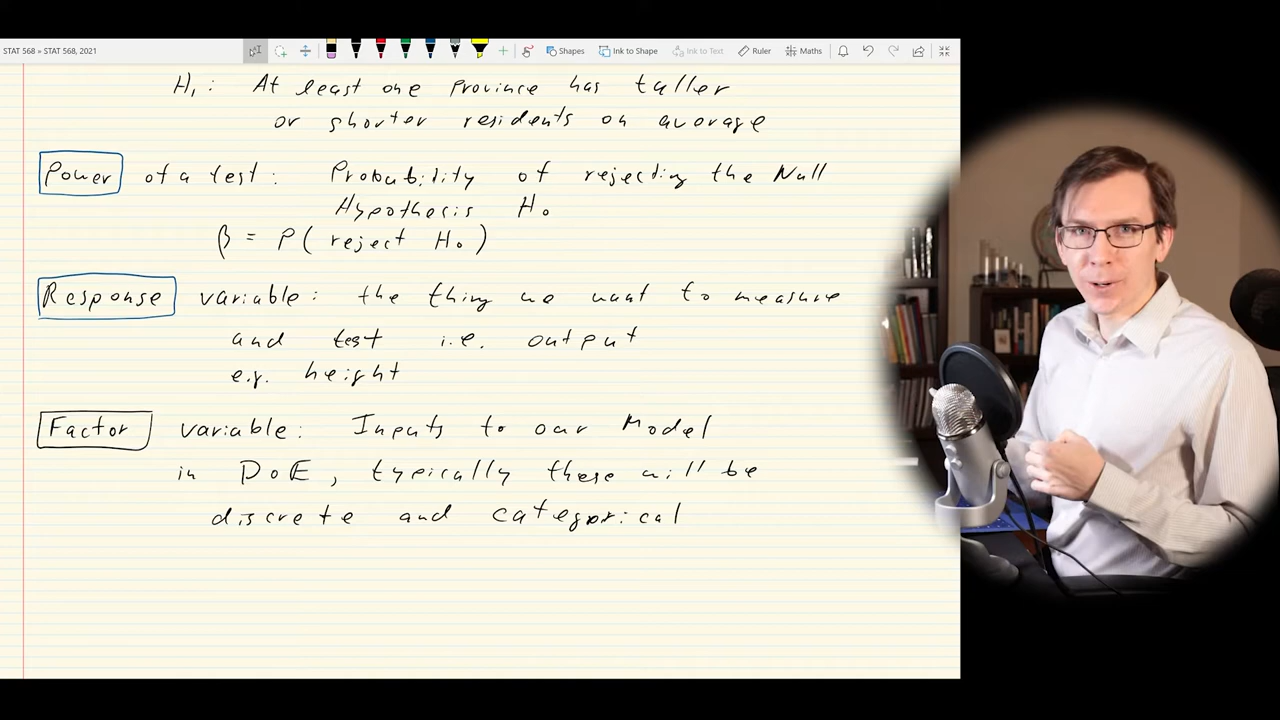 STAT 568 » STAT 568, 2021
Shapes Ink to Shape Ink to Text Ruler Maths
H₁: At least one province has taller
or shorter residents on average
Power of a test: Probability of rejecting the Null
Hypothesis H₀
β = P( reject H₀ )
Response variable: the thing we want to measure
and test i.e. output
e.g. height
Factor variable: Inputs to our Model
in DoE, typically these will be
discrete and categorical